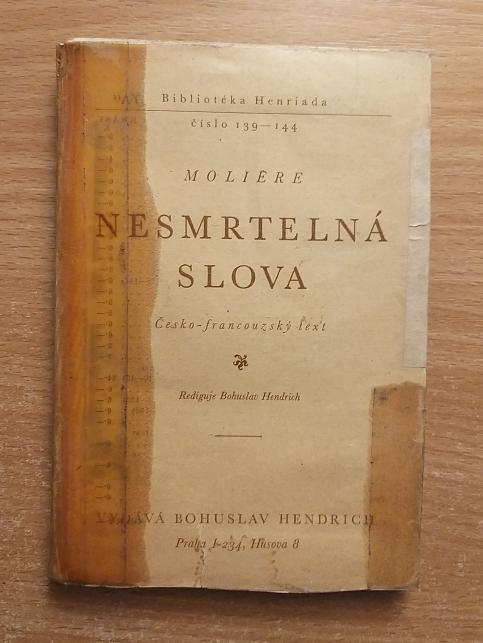 Bibliotéka Henriada
číslo 139—144
MOLIÈRE
NESMRTELNÁ
SLOVA
Česko-francouzský text
Rediguje Bohuslav Hendrich
VYDÁVÁ BOHUSLAV HENDRICH
Praha I-234, Husova 8